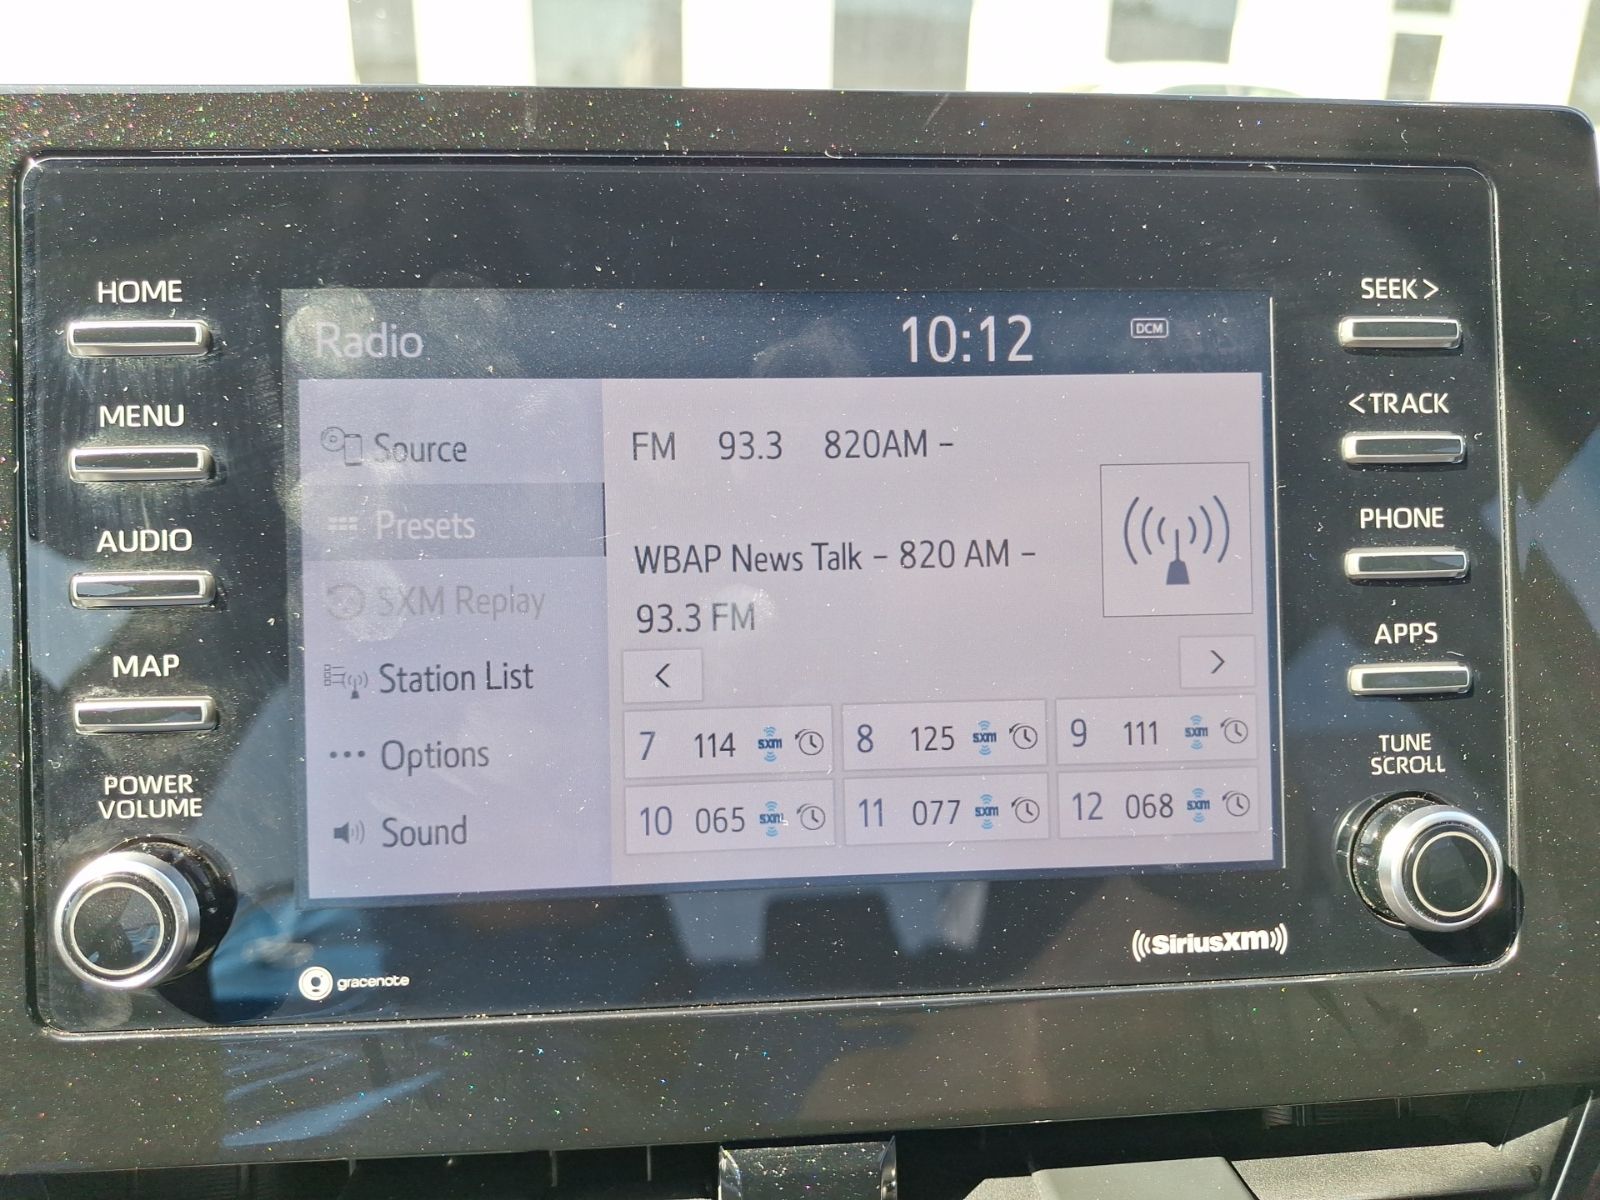 HOME
MENU
AUDIO
MAP
POWER
VOLUME
Radio
10:12
DCM
Source
Presets
SXM Replay
Station List
Options
Sound
FM 93.3 820AM –
WBAP News Talk – 820 AM –
93.3 FM
<
>
7 114 sxm
8 125 sxm
9 111 sxm
10 065 sxm
11 077 sxm
12 068 sxm
SEEK >
< TRACK
PHONE
APPS
TUNE
SCROLL
gracenote
((SiriusXM))